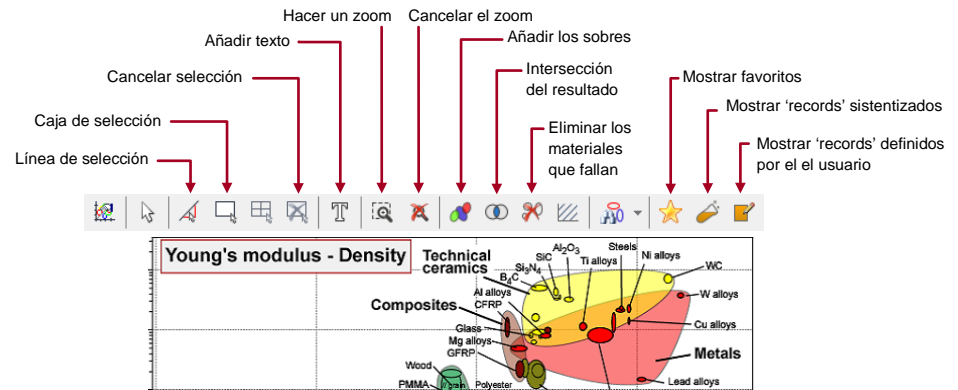 Hacer un zoom
Cancelar el zoom
Añadir texto
Añadir los sobres
Cancelar selección
Intersección
del resultado
Mostrar favoritos
Caja de selección
Mostrar ‘records’ sistentizados
Línea de selección
Eliminar los
materiales
que fallan
Mostrar ‘records’ definidos
por el el usuario
T
Young's modulus - Density
Technical
ceramics
Al2O3
SiC
Si3N4
B4C
Steels
Ti alloys
Ni alloys
WC
Al alloys
CFRP
W alloys
Composites
Glass
Cu alloys
Mg alloys
GFRP
Metals
Wood
Lead alloys
PMMA
// grain
Polyester